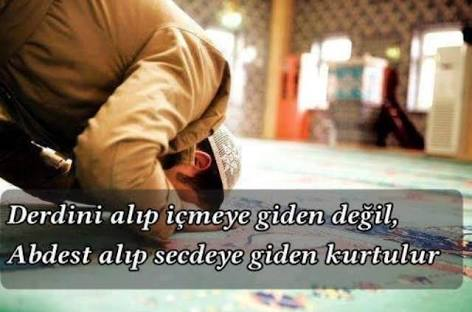 Derdini alıp içmeye giden değil,
Abdest alıp secdeye giden kurtulur